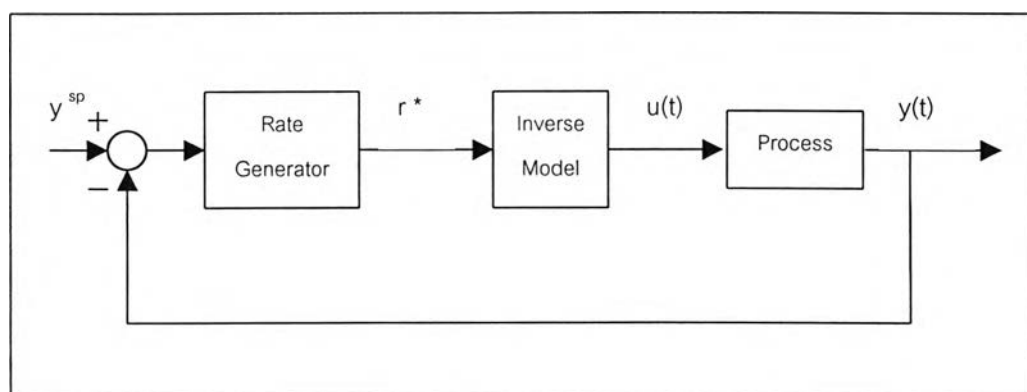 y sp
+
−
Rate
Generator
r *
Inverse
Model
u(t)
Process
y(t)